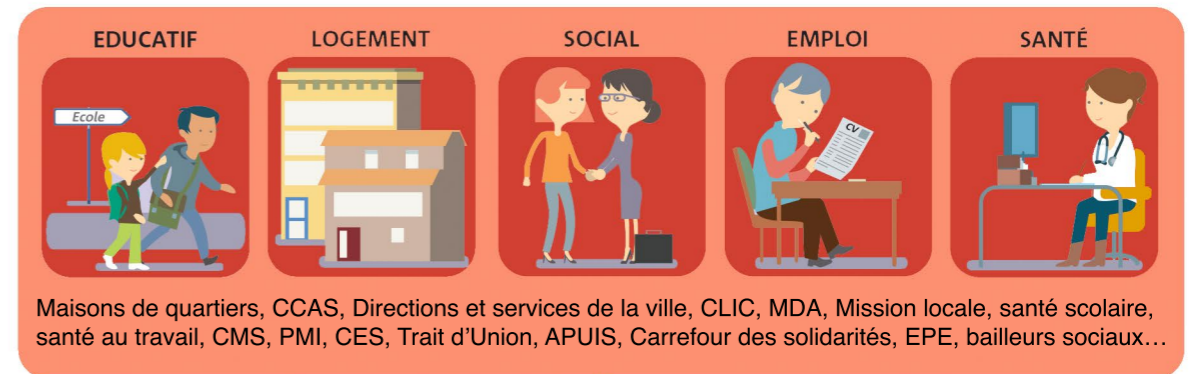 EDUCATIF LOGEMENT SOCIAL EMPLOI SANTÉ
Ecole
CV
Maisons de quartiers, CCAS, Directions et services de la ville, CLIC, MDA, Mission locale, santé scolaire,
santé au travail, CMS, PMI, CES, Trait d’Union, APUIS, Carrefour des solidarités, EPE, bailleurs sociaux…